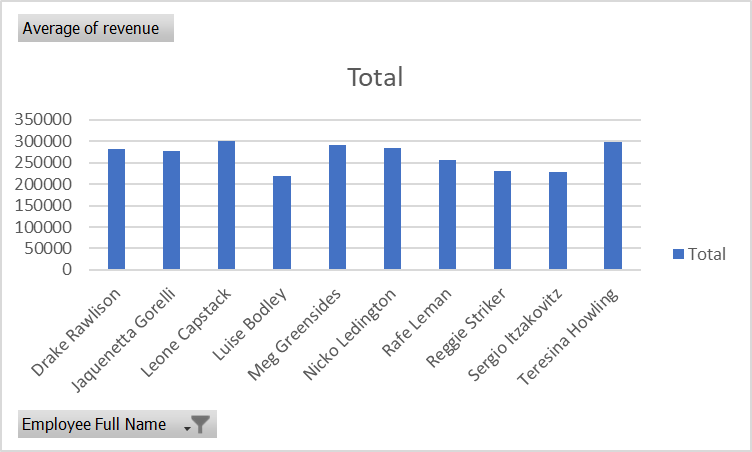 Average of revenue
Total
350000
300000
250000
200000
150000
100000
50000
0
Total
Drake Rawlison
Jaquenetta Gorelli
Leone Capstack
Luise Bodley
Meg Greensides
Nicko Ledington
Rafe Leman
Reggie Striker
Sergio Itzakovitz
Teresina Howling
Employee Full Name